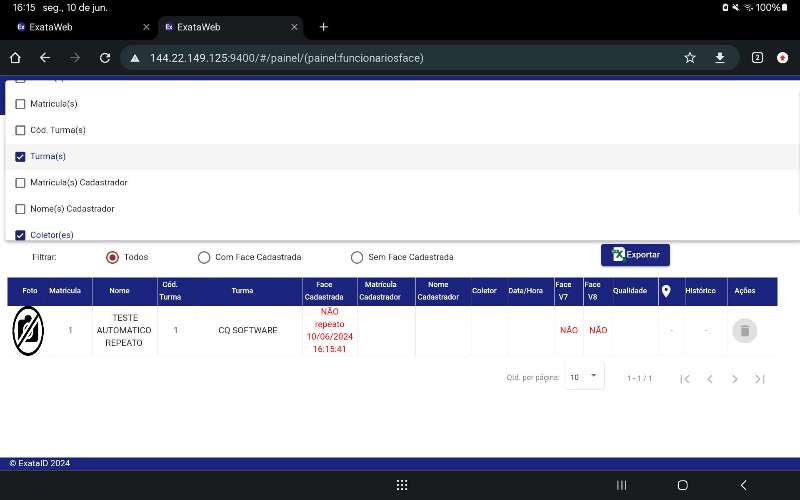 16:15 seg., 10 de jun.
100%
ExataWeb
ExataWeb
144.22.149.125:9400/#/painel/(painel:funcionariosface)
2
Matricula(s)
Cód. Turma(s)
Turma(s)
Matricula(s) Cadastrador
Nome(s) Cadastrador
Coletor(es)
Filtrar: Todos Com Face Cadastrada Sem Face Cadastrada Exportar
Foto Matrícula Nome Cód. Turma Turma Face Cadastrada Matrícula Cadastrador Nome Cadastrador Coletor Data/Hora Face V7 Face V8 Qualidade Histórico Ações
1 TESTE AUTOMATICO REPEATO 1 CQ SOFTWARE NÃO repeato 10/06/2024 16:15:41 NÃO NÃO - -
Qtd. por página: 10 1 - 1 / 1
© ExataID 2024